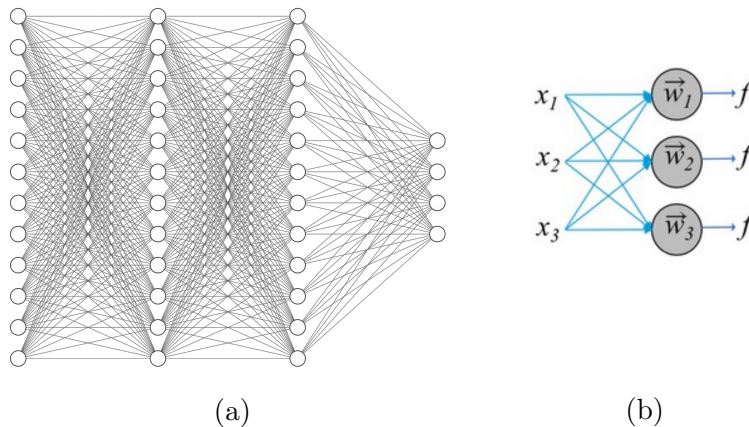 x₁ w⃗₁ f
x₂ w⃗₂ f
x₃ w⃗₃ f
(a) (b)